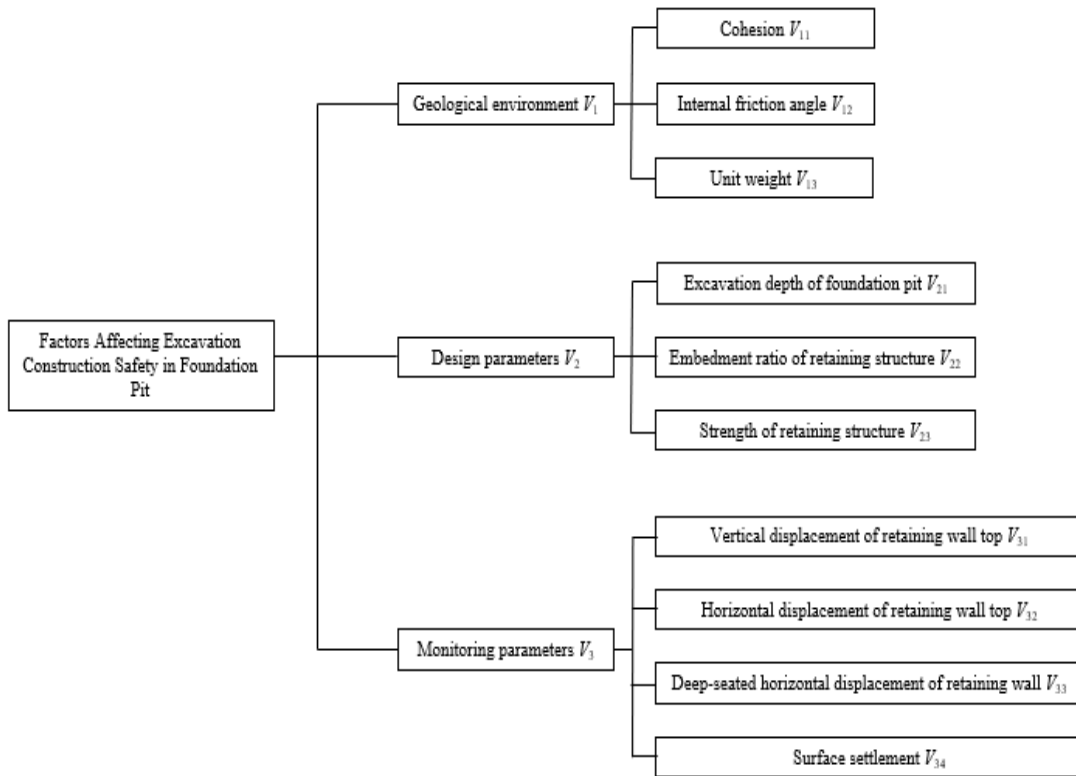 Cohesion V₁₁
Geological environment V₁
Internal friction angle V₁₂
Unit weight V₁₃
Excavation depth of foundation pit V₂₁
Factors Affecting Excavation
Construction Safety in Foundation
Pit
Design parameters V₂
Embedment ratio of retaining structure V₂₂
Strength of retaining structure V₂₃
Vertical displacement of retaining wall top V₃₁
Horizontal displacement of retaining wall top V₃₂
Monitoring parameters V₃
Deep-seated horizontal displacement of retaining wall V₃₃
Surface settlement V₃₄